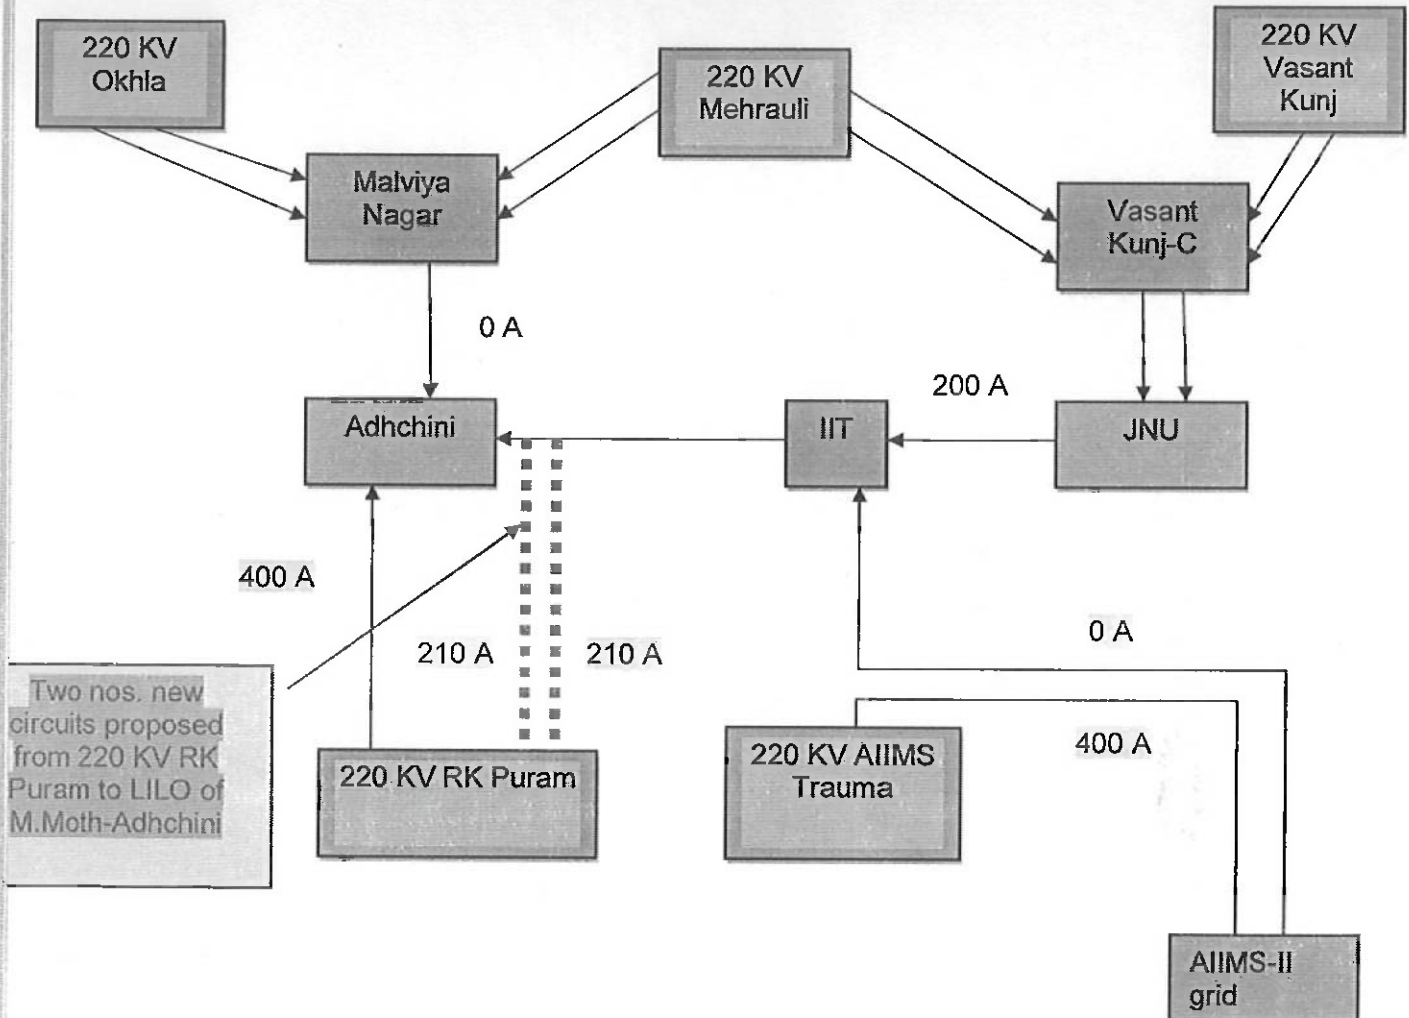 220 KV
Okhla
220 KV
Mehrauli
220 KV
Vasant
Kunj
Malviya
Nagar
Vasant
Kunj-C
0 A
200 A
Adhchini
IIT
JNU
400 A
210 A
210 A
0 A
Two nos. new
circuits proposed
from 220 KV RK
Puram to LILO of
M.Moth-Adhchini
220 KV RK Puram
220 KV AIIMS
Trauma
400 A
AIIMS-II
grid